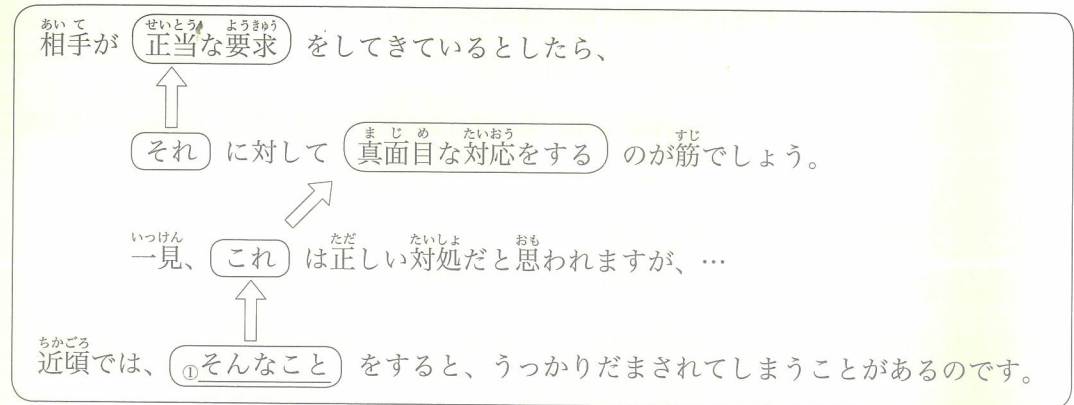 相手が 正当な要求 をしてきているとしたら、
それ に対して 真面目な対応をする のが筋でしょう。
一見、 これ は正しい対処だと思われますが、…
近頃では、 ①そんなこと をすると、うっかりだまされてしまうことがあるのです。